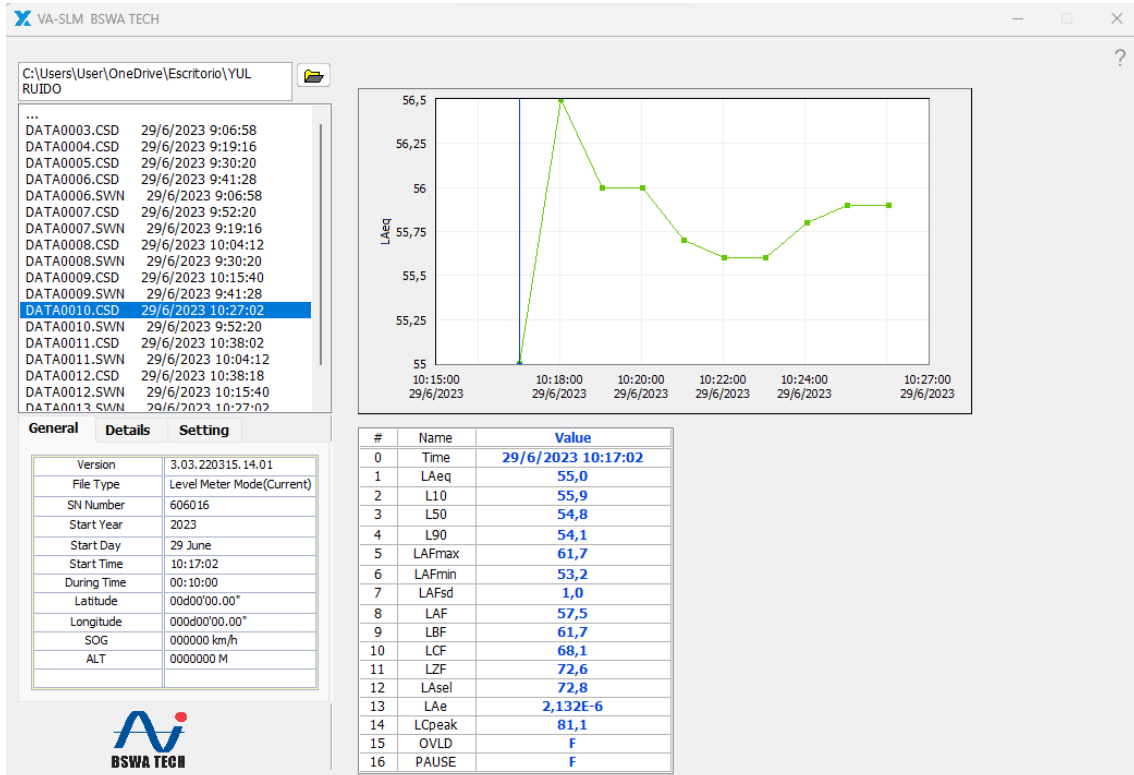 VA-SLM BSWA TECH
?
C:\Users\User\OneDrive\Escritorio\YUL
RUIDO
...
DATA0003.CSD 29/6/2023 9:06:58
DATA0004.CSD 29/6/2023 9:19:16
DATA0005.CSD 29/6/2023 9:30:20
DATA0006.CSD 29/6/2023 9:41:28
DATA0006.SWN 29/6/2023 9:06:58
DATA0007.CSD 29/6/2023 9:52:20
DATA0007.SWN 29/6/2023 9:19:16
DATA0008.CSD 29/6/2023 10:04:12
DATA0008.SWN 29/6/2023 9:30:20
DATA0009.CSD 29/6/2023 10:15:40
DATA0009.SWN 29/6/2023 9:41:28
DATA0010.CSD 29/6/2023 10:27:02
DATA0010.SWN 29/6/2023 9:52:20
DATA0011.CSD 29/6/2023 10:38:02
DATA0011.SWN 29/6/2023 10:04:12
DATA0012.CSD 29/6/2023 10:38:18
DATA0012.SWN 29/6/2023 10:15:40
DATA0013.SWN 29/6/2023 10:27:02
General Details Setting
Version 3.03.220315.14.01
File Type Level Meter Mode(Current)
SN Number 606016
Start Year 2023
Start Day 29 June
Start Time 10:17:02
During Time 00:10:00
Latitude 00d00'00.00"
Longitude 000d00'00.00"
SOG 000000 km/h
ALT 0000000 M
BSWA TECH
LAeq
56,5
56,25
56
55,75
55,5
55,25
55
10:15:00 10:18:00 10:20:00 10:22:00 10:24:00 10:27:00
29/6/2023 29/6/2023 29/6/2023 29/6/2023 29/6/2023 29/6/2023
# Name Value
0 Time 29/6/2023 10:17:02
1 LAeq 55,0
2 L10 55,9
3 L50 54,8
4 L90 54,1
5 LAFmax 61,7
6 LAFmin 53,2
7 LAFsd 1,0
8 LAF 57,5
9 LBF 61,7
10 LCF 68,1
11 LZF 72,6
12 LAsel 72,8
13 LAe 2,132E-6
14 LCpeak 81,1
15 OVLD F
16 PAUSE F